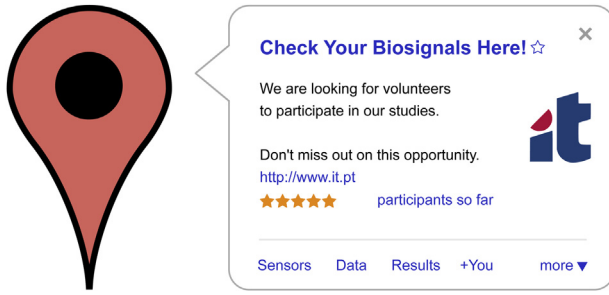 Check Your Biosignals Here!
We are looking for volunteers
to participate in our studies.
Don't miss out on this opportunity.
http://www.it.pt
participants so far
it
Sensors Data Results +You more